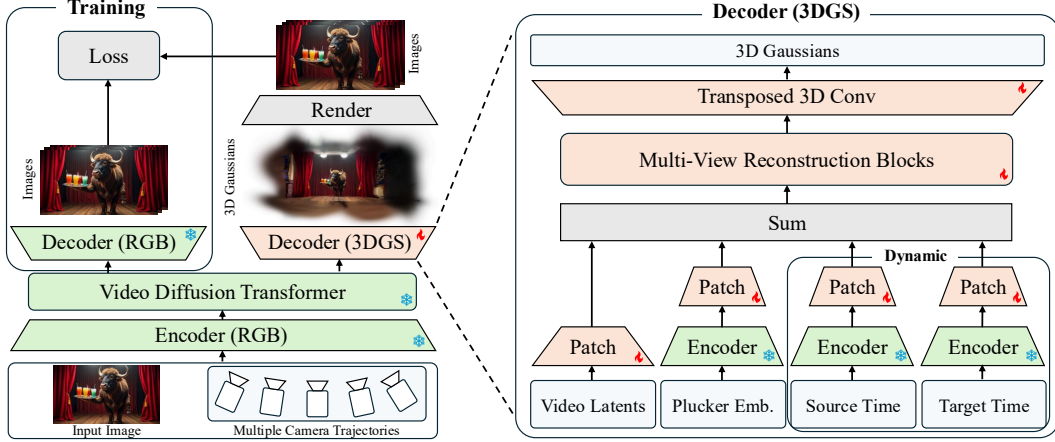 Training
Loss
Images
Images
Render
3D Gaussians
Decoder (RGB)
Decoder (3DGS)
Video Diffusion Transformer
Encoder (RGB)
Input Image
Multiple Camera Trajectories
Decoder (3DGS)
3D Gaussians
Transposed 3D Conv
Multi-View Reconstruction Blocks
Sum
Dynamic
Patch
Patch
Patch
Patch
Encoder
Encoder
Encoder
Video Latents
Plucker Emb.
Source Time
Target Time